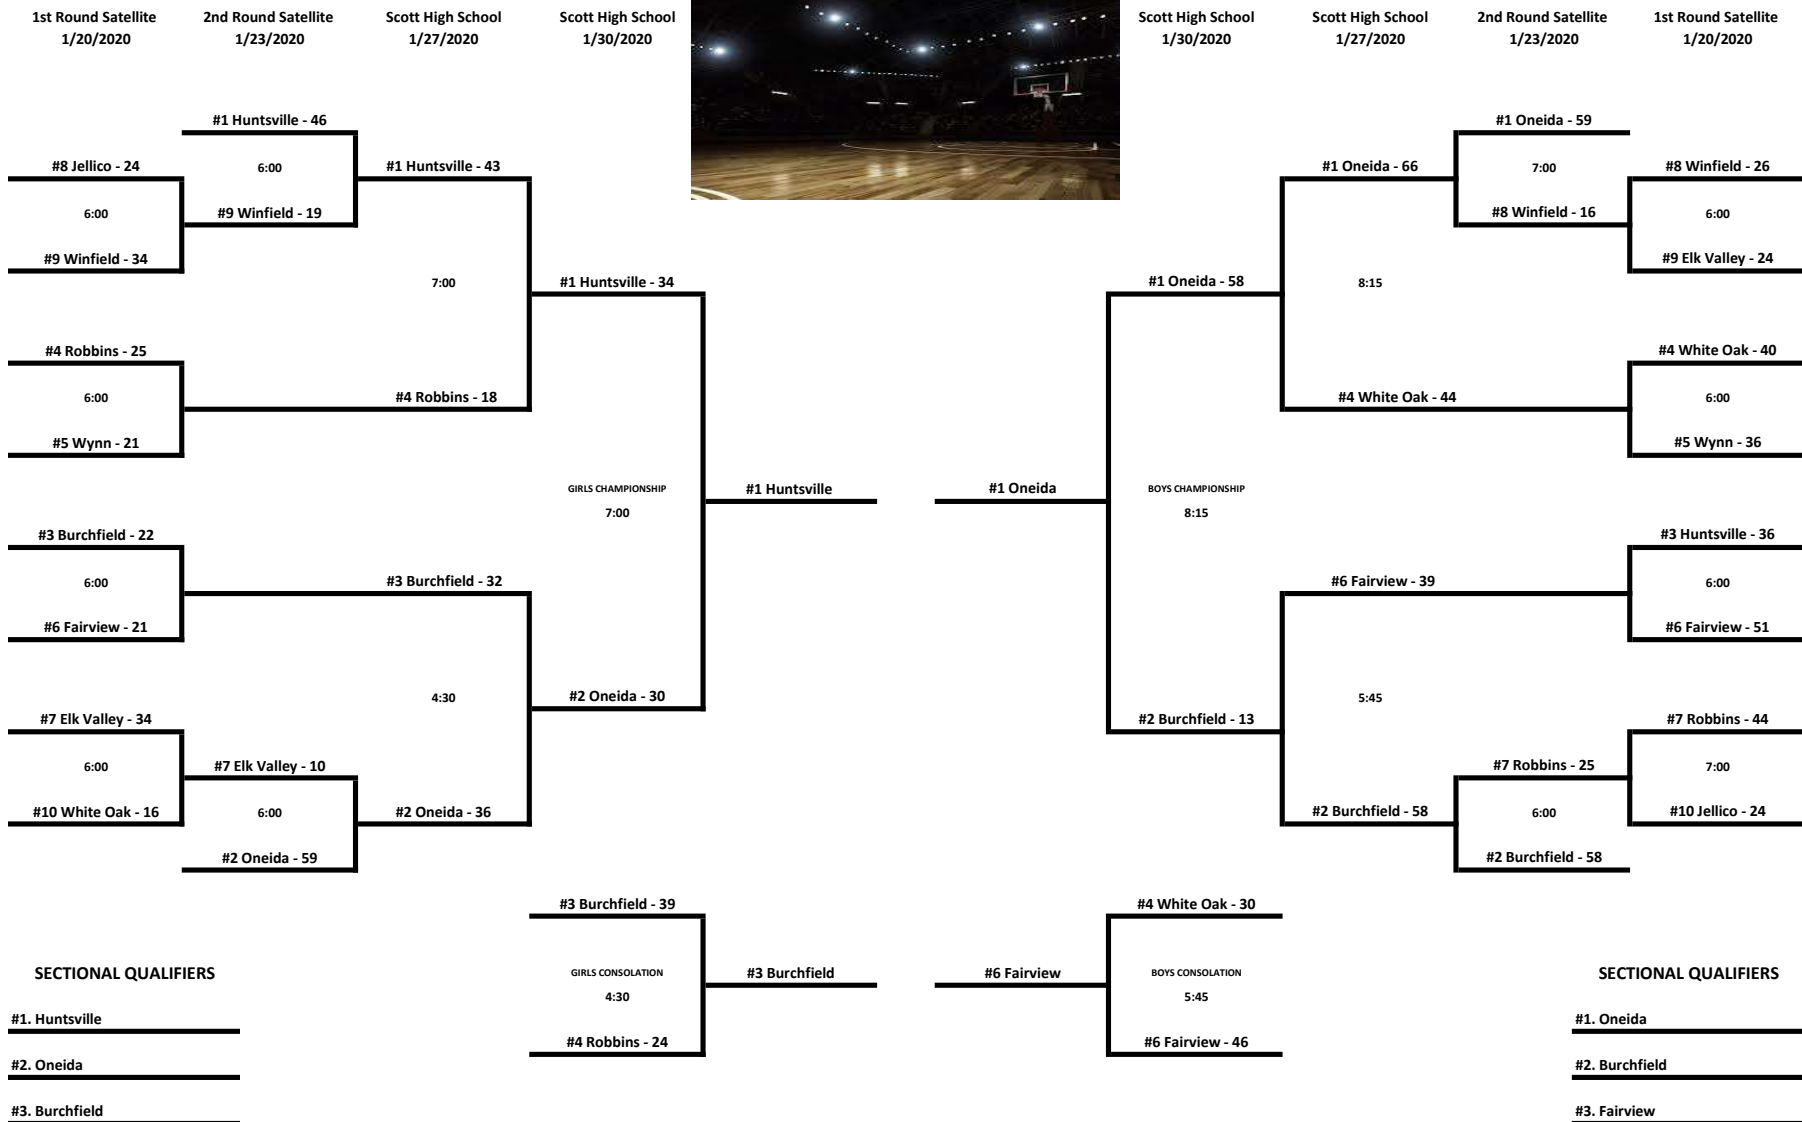 1st Round Satellite
1/20/2020
2nd Round Satellite
1/23/2020
Scott High School
1/27/2020
Scott High School
1/30/2020
Scott High School
1/30/2020
Scott High School
1/27/2020
2nd Round Satellite
1/23/2020
1st Round Satellite
1/20/2020
#1 Huntsville - 46
#8 Jellico - 24
6:00
#1 Huntsville - 43
6:00
#9 Winfield - 19
#9 Winfield - 34
7:00
#1 Huntsville - 34
#4 Robbins - 25
6:00
#4 Robbins - 18
#5 Wynn - 21
GIRLS CHAMPIONSHIP
7:00
#1 Huntsville
#3 Burchfield - 22
6:00
#3 Burchfield - 32
#6 Fairview - 21
4:30
#2 Oneida - 30
#7 Elk Valley - 34
6:00
#7 Elk Valley - 10
#10 White Oak - 16
6:00
#2 Oneida - 36
#2 Oneida - 59
#3 Burchfield - 39
GIRLS CONSOLATION
4:30
#3 Burchfield
#4 Robbins - 24
SECTIONAL QUALIFIERS
#1. Huntsville
#2. Oneida
#3. Burchfield
#1 Oneida - 59
#1 Oneida - 66
7:00
#8 Winfield - 26
#8 Winfield - 16
6:00
#9 Elk Valley - 24
#1 Oneida - 58
8:15
#4 White Oak - 40
#4 White Oak - 44
6:00
#5 Wynn - 36
#1 Oneida
BOYS CHAMPIONSHIP
8:15
#3 Huntsville - 36
#6 Fairview - 39
6:00
#6 Fairview - 51
5:45
#2 Burchfield - 13
#7 Robbins - 44
#7 Robbins - 25
7:00
#2 Burchfield - 58
6:00
#10 Jellico - 24
#2 Burchfield - 58
#4 White Oak - 30
#6 Fairview
BOYS CONSOLATION
5:45
#6 Fairview - 46
SECTIONAL QUALIFIERS
#1. Oneida
#2. Burchfield
#3. Fairview